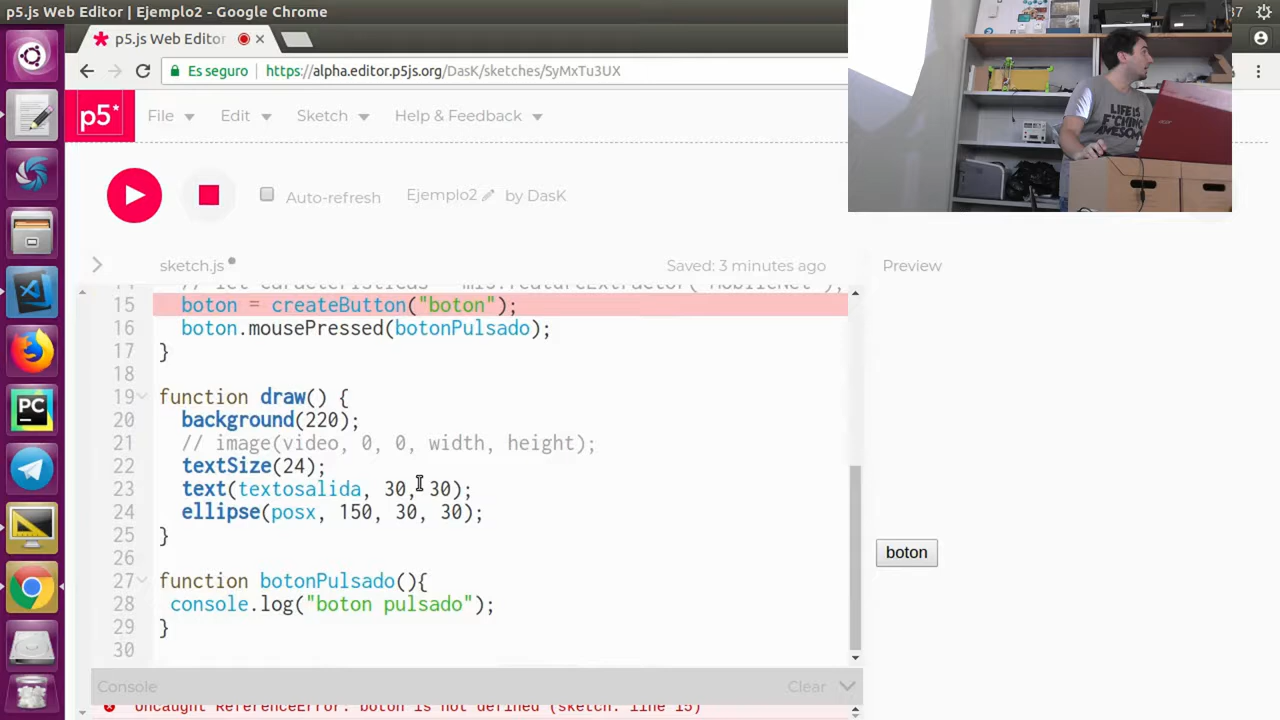 p5.js Web Editor | Ejemplo2 - Google Chrome
p5.js Web Editor
Es seguro https://alpha.editor.p5js.org/DasK/sketches/SyMxTu3UX
p5* File Edit Sketch Help & Feedback
Auto-refresh Ejemplo2 by DasK
sketch.js Saved: 3 minutes ago Preview
15 boton = createButton("boton");
16 boton.mousePressed(botonPulsado);
17 }
18
19 function draw() {
20 background(220);
21 // image(video, 0, 0, width, height);
22 textSize(24);
23 text(textosalida, 30, 30);
24 ellipse(posx, 150, 30, 30);
25 }
26
27 function botonPulsado(){
28 console.log("boton pulsado");
29 }
30
boton
Console Clear
Uncaught ReferenceError: boton is not defined (sketch: line 15)
LIFE IS
F*CHING
AWESOME
PC